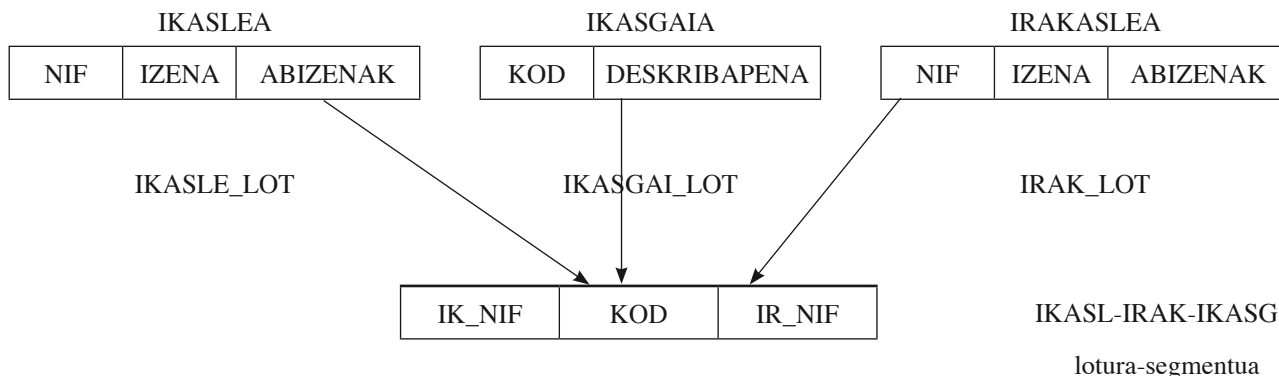 IKASLEA IKASGAIA IRAKASLEA
NIF IZENA ABIZENAK KOD DESKRIBAPENA NIF IZENA ABIZENAK
IKASLE_LOT IKASGAI_LOT IRAK_LOT
IK_NIF KOD IR_NIF IKASL-IRAK-IKASG
lotura-segmentua